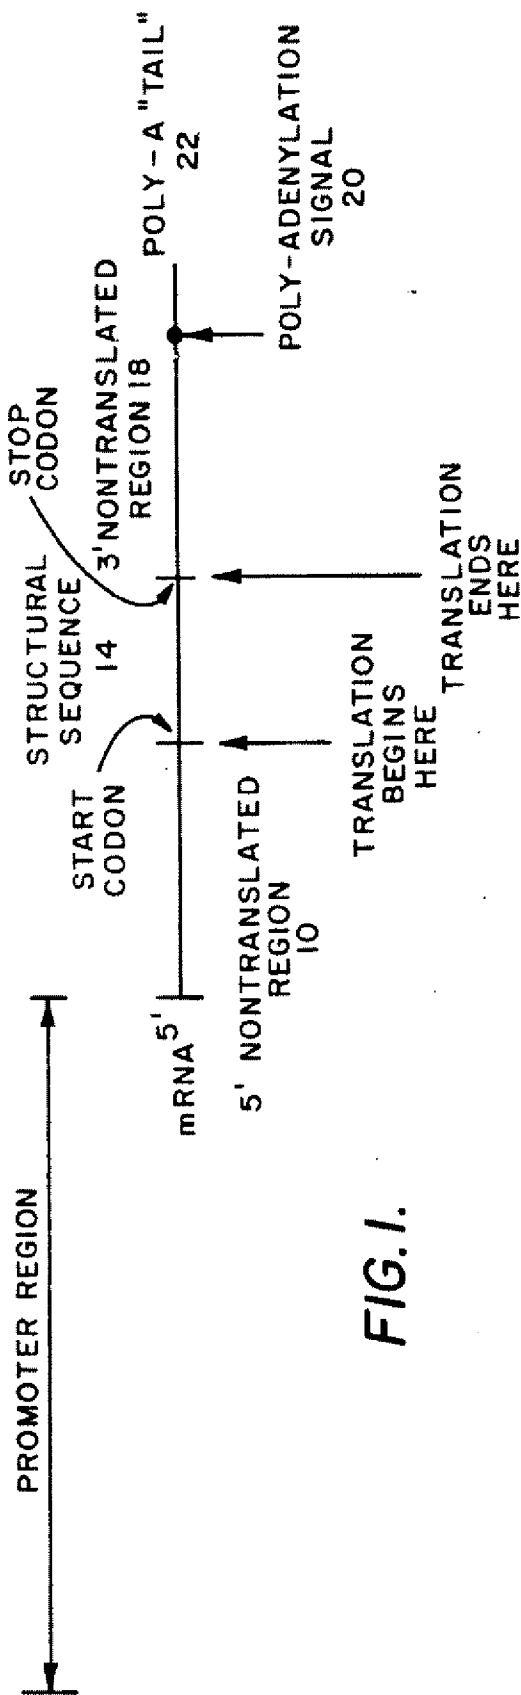 PROMOTER REGION
mRNA 5'
5' NONTRANSLATED
REGION
10
START
CODON
STRUCTURAL
SEQUENCE
14
STOP
CODON
3' NONTRANSLATED
REGION 18
POLY-A "TAIL"
22
TRANSLATION
BEGINS
HERE
TRANSLATION
ENDS
HERE
POLY-ADENYLATION
SIGNAL
20
FIG. 1.